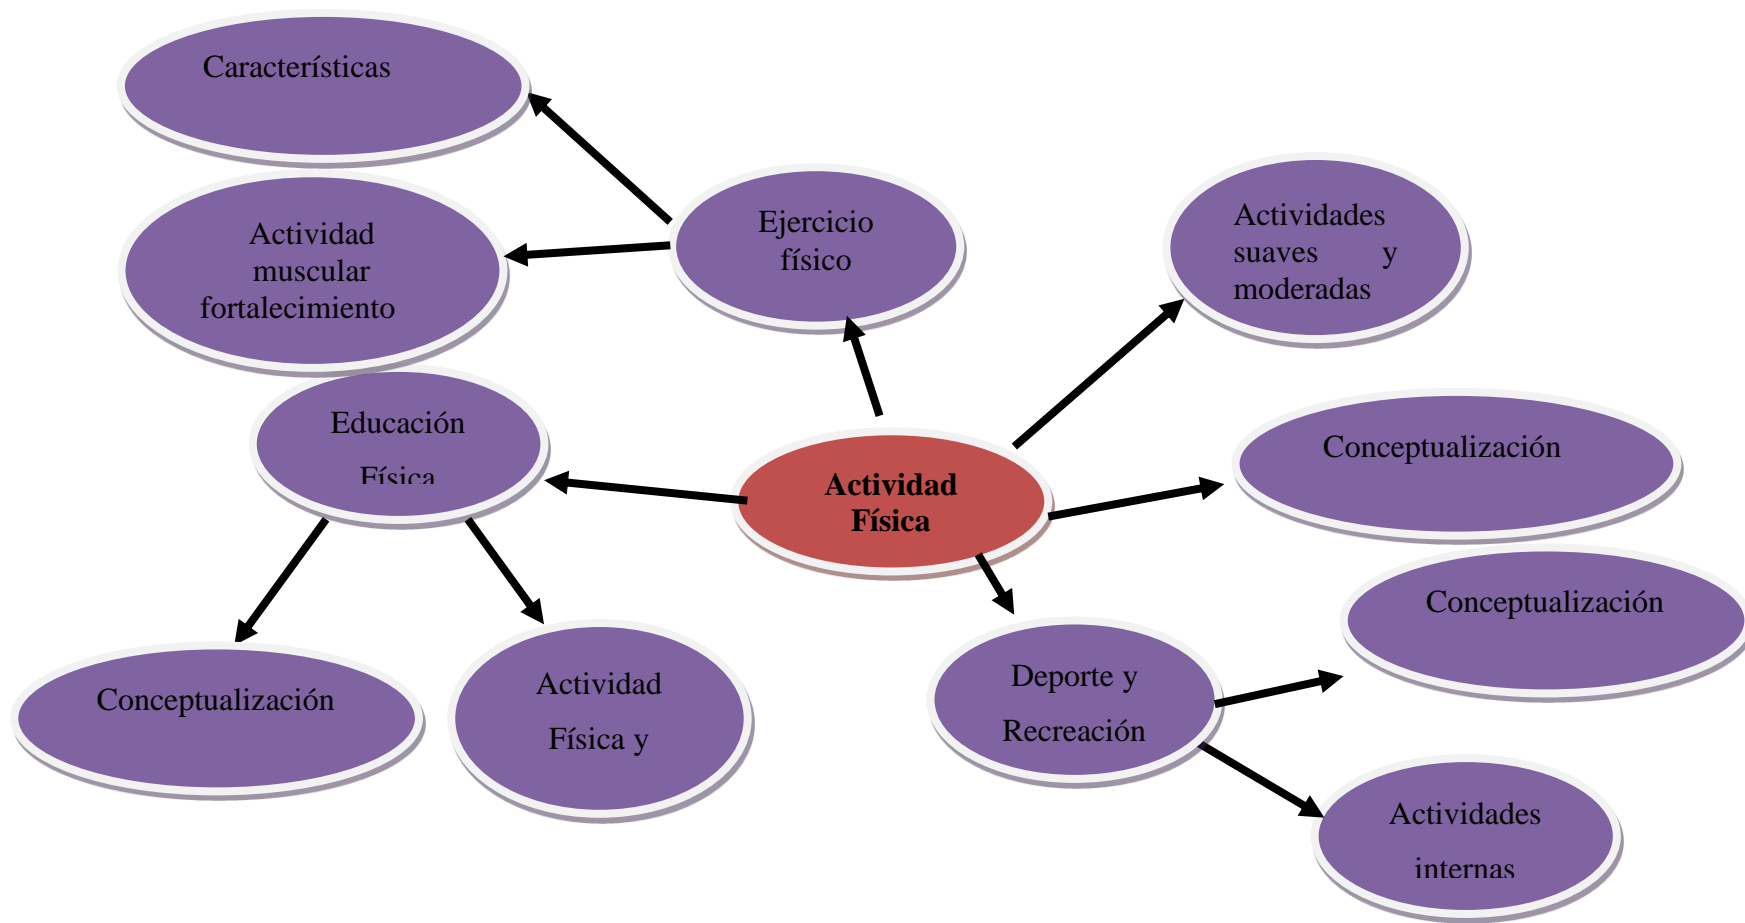 Características
Actividad
muscular
fortalecimiento
Ejercicio
físico
Actividades
suaves y
moderadas
Educación
Física
Actividad
Física
Conceptualización
Conceptualización
Conceptualización
Actividad
Física y
Deporte y
Recreación
Actividades
internas